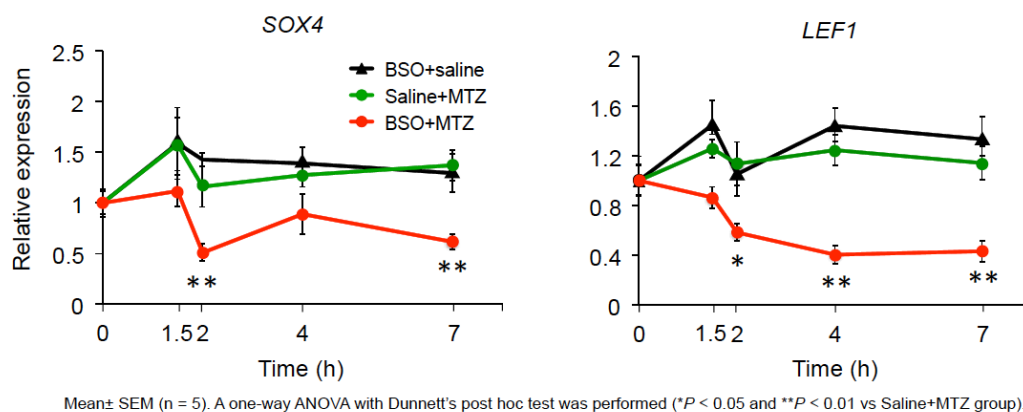 SOX4
2.5
2
1.5
1
0.5
0
Relative expression
BSO+saline
Saline+MTZ
BSO+MTZ
**
**
0 1.5 2 4 7
Time (h)
LEF1
2
1.6
1.2
0.8
0.4
0
*
**
**
0 1.5 2 4 7
Time (h)
Mean± SEM (n = 5). A one-way ANOVA with Dunnett's post hoc test was performed (*P < 0.05 and **P < 0.01 vs Saline+MTZ group)